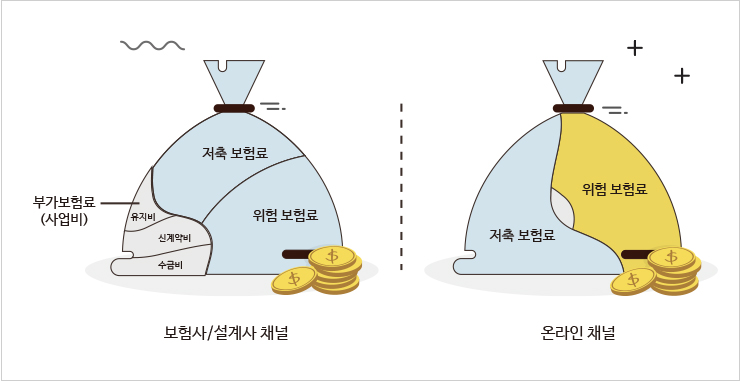 저축 보험료
위험 보험료
부가보험료
(사업비)
유지비
신계약비
수금비
보험사/설계사 채널
위험 보험료
저축 보험료
온라인 채널